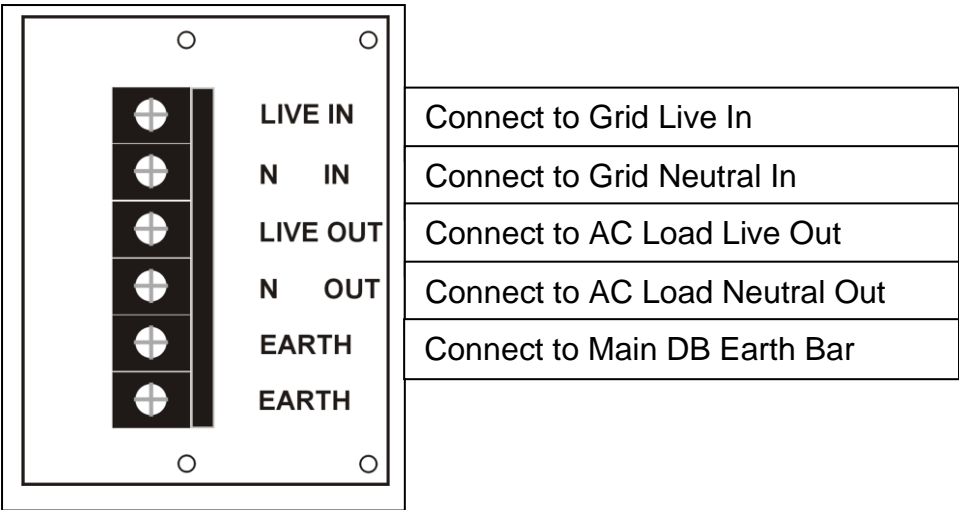 LIVE IN Connect to Grid Live In
N IN Connect to Grid Neutral In
LIVE OUT Connect to AC Load Live Out
N OUT Connect to AC Load Neutral Out
EARTH Connect to Main DB Earth Bar
EARTH